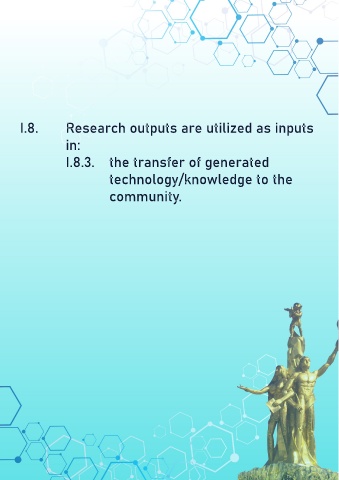 I.8. Research outputs are utilized as inputs
in:
I.8.3. the transfer of generated
technology/knowledge to the
community.